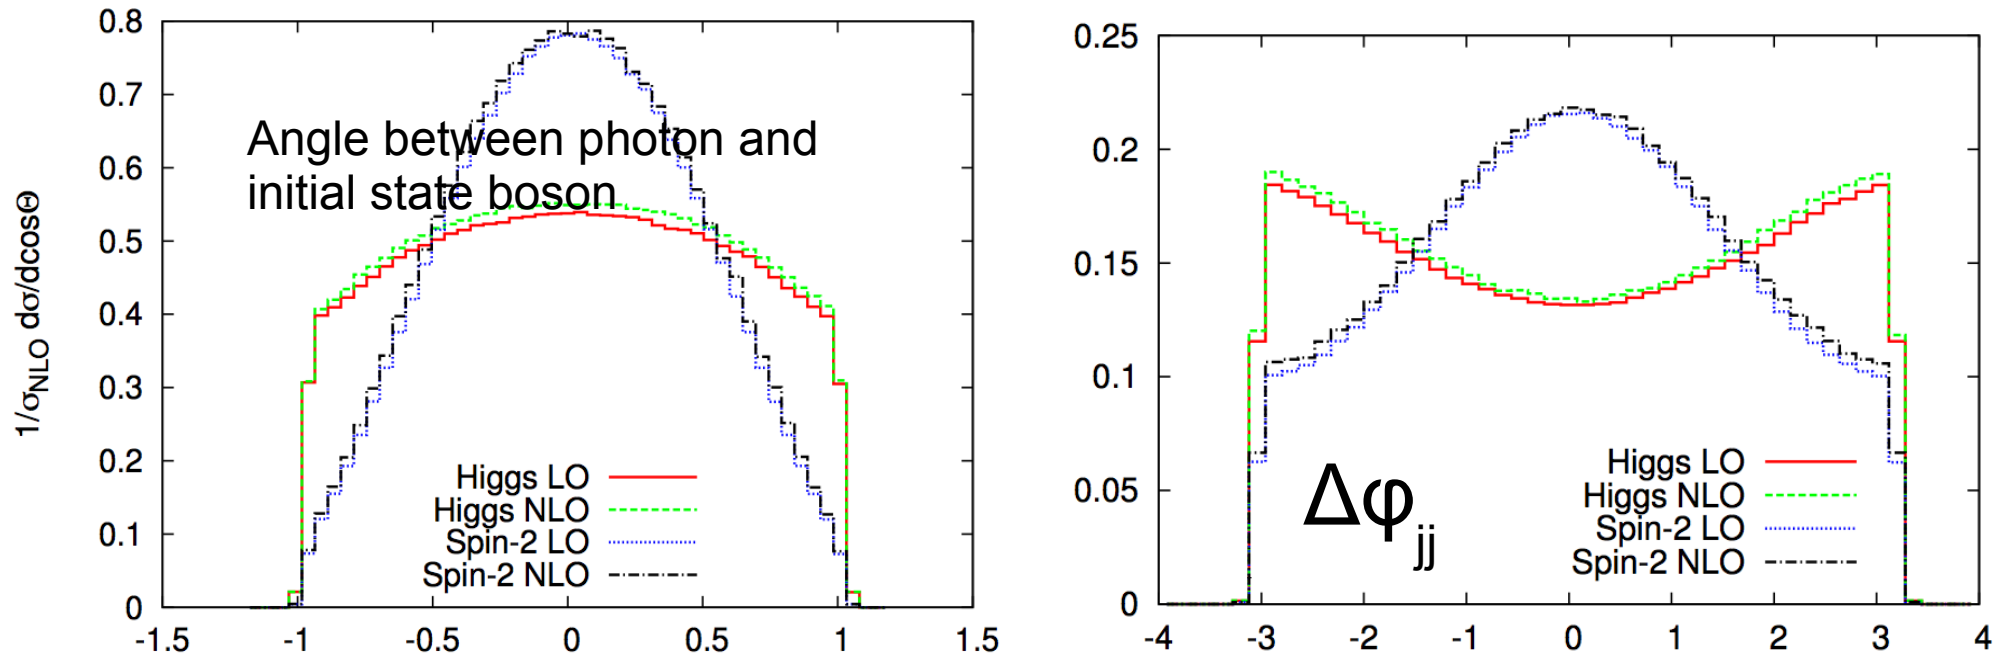 0.8
0.7
0.6
0.5
0.4
0.3
0.2
0.1
0
1/σNLO dσ/dcosΘ
Angle between photon and
initial state boson
Higgs LO
Higgs NLO
Spin-2 LO
Spin-2 NLO
-1.5 -1 -0.5 0 0.5 1 1.5
0.25
0.2
0.15
0.1
0.05
0
Δφjj
Higgs LO
Higgs NLO
Spin-2 LO
Spin-2 NLO
-4 -3 -2 -1 0 1 2 3 4